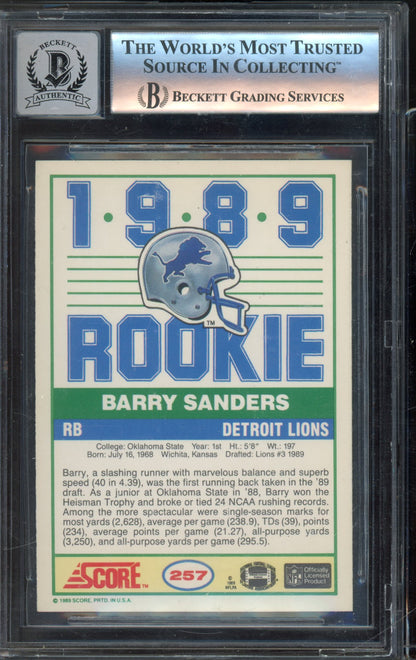 BECKETT
B
AUTHENTIC
THE WORLD'S MOST TRUSTED
SOURCE IN COLLECTING™
B BECKETT GRADING SERVICES
1·9·8·9
TM
ROOKIE
BARRY SANDERS
RB DETROIT LIONS
College: Oklahoma State Year: 1st Ht.: 5'8" Wt.: 197
Born: July 16, 1968 Wichita, Kansas Drafted: Lions #3 1989
Barry, a slashing runner with marvelous balance and superb
speed (40 in 4.39), was the first running back taken in the '89
draft. As a junior at Oklahoma State in '88, Barry won the
Heisman Trophy and broke or tied 24 NCAA rushing records.
Among the more spectacular were single-season marks for
most yards (2,628), average per game (238.9), TDs (39), points
(234), average points per game (21.27), all-purpose yards
(3,250), and all-purpose yards per game (295.5).
SCORE™
257
© 1989 NFLPA
NFL
Officially Licensed Product
© 1989 SCORE, PRTD. IN U.S.A.